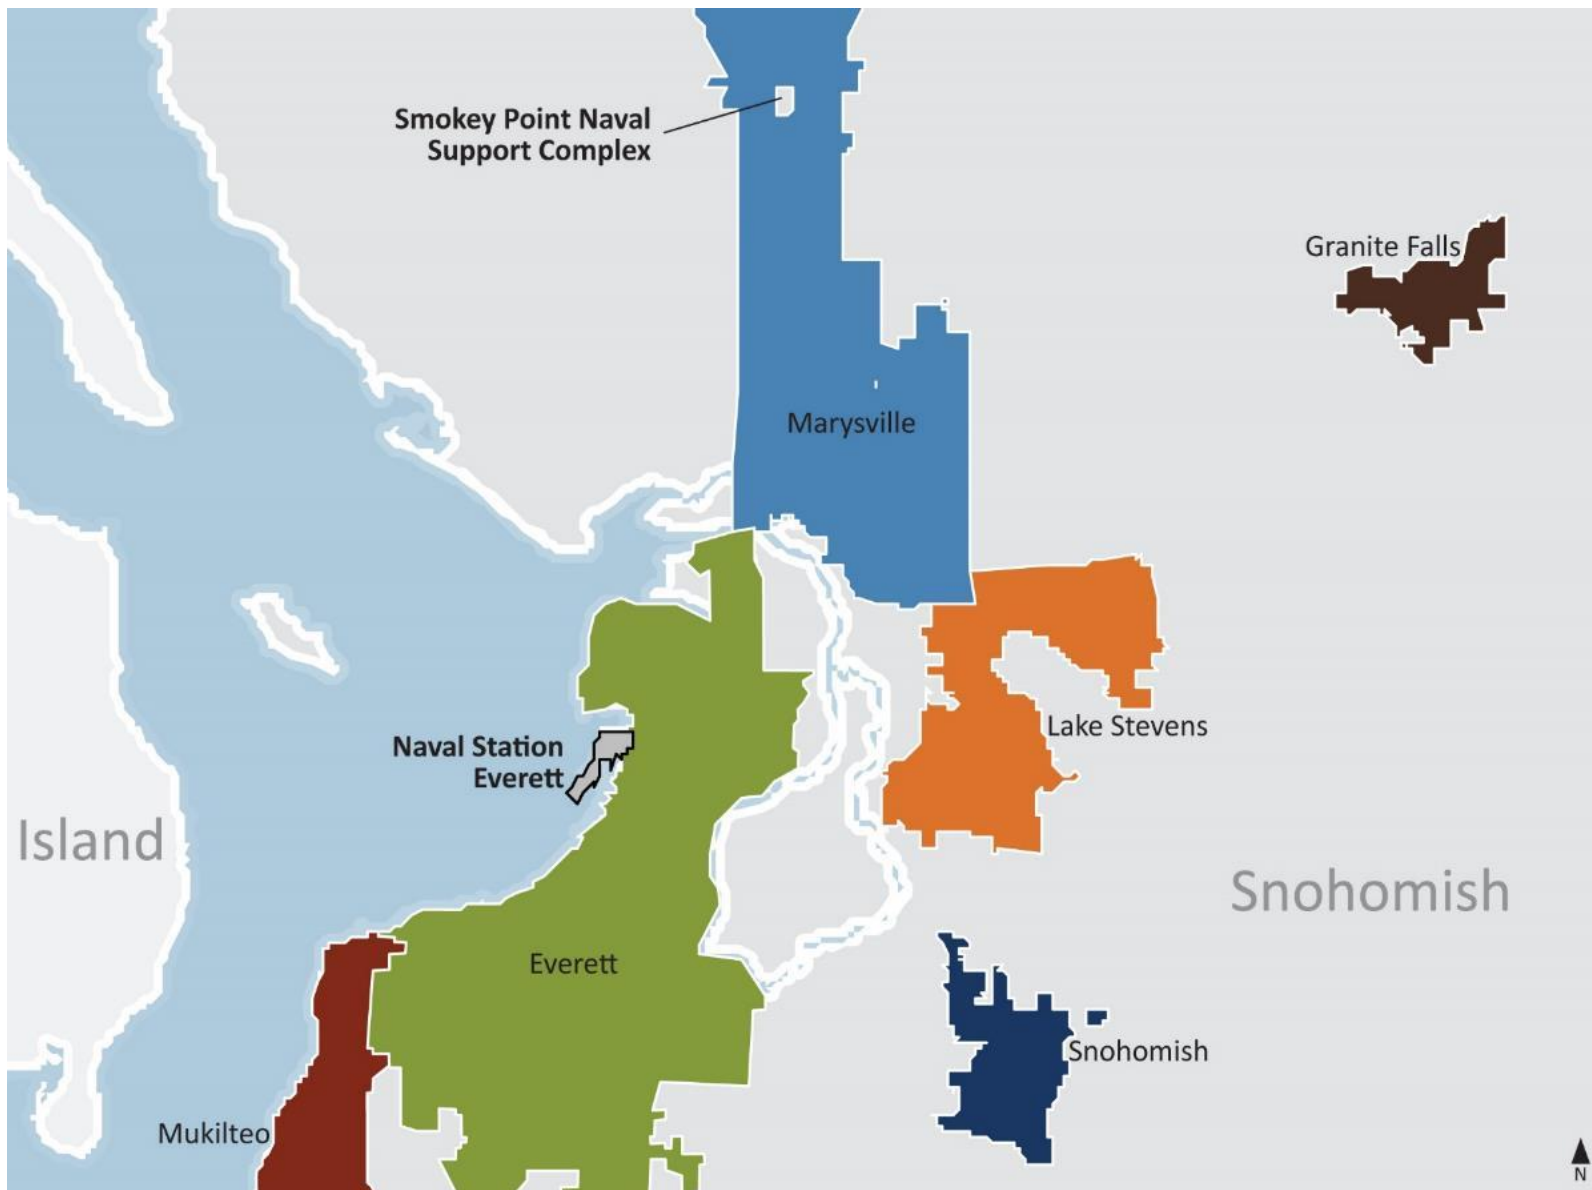 Smokey Point Naval
Support Complex
Granite Falls
Marysville
Lake Stevens
Naval Station
Everett
Island
Snohomish
Everett
Snohomish
Mukilteo
N